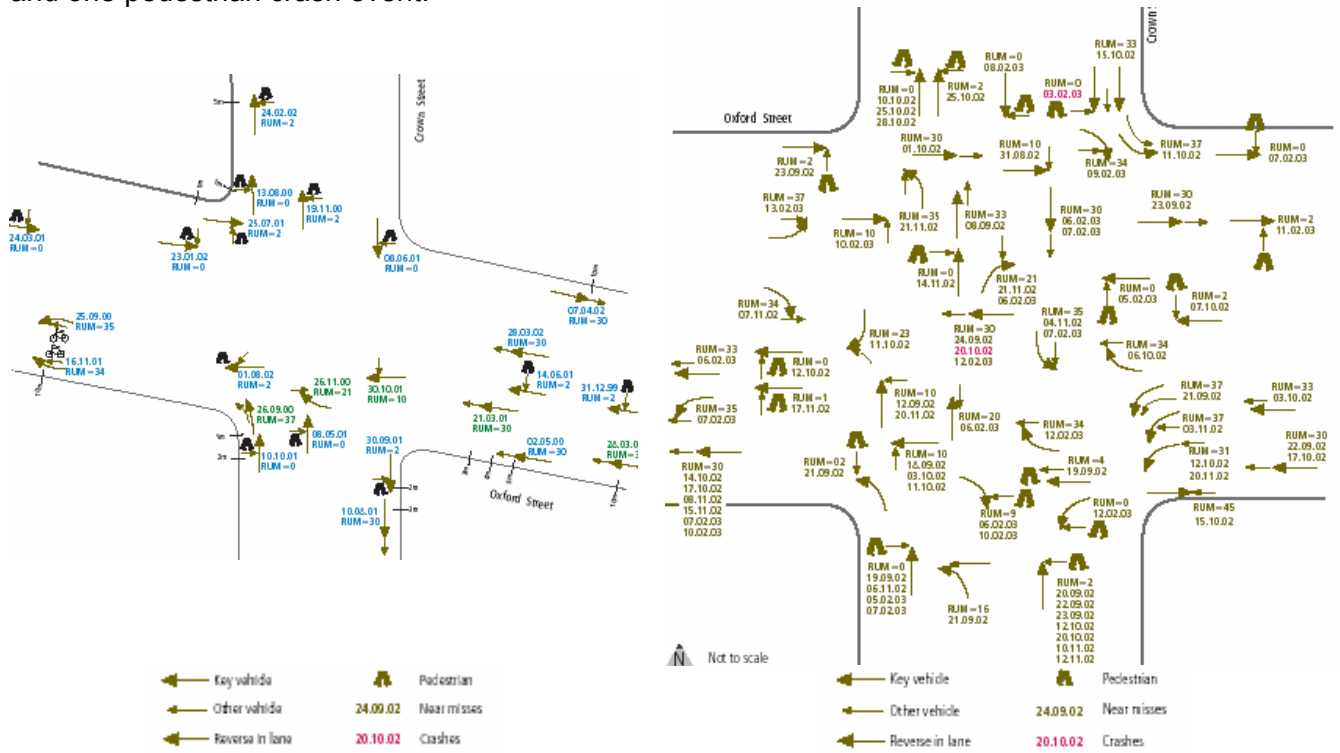 and one pedestrian crash event.
5m
24.02.02
RUM=2
Crown Street
13.08.00
RUM=0
19.11.00
RUM=2
25.07.01
RUM=2
24.03.01
RUM=0
23.01.02
RUM=0
08.06.01
RUM=0
10m
07.04.02
RUM=30
25.09.00
RUM=35
28.03.02
RUM=30
16.11.01
RUM=34
10m
01.08.02
RUM=2
26.11.00
RUM=21
30.10.01
RUM=10
14.06.01
RUM=2
31.12.99
RUM=2
26.09.00
RUM=37
21.03.01
RUM=30
08.05.01
RUM=0
30.09.01
RUM=2
02.05.00
RUM=30
10.10.01
RUM=0
10.08.01
RUM=30
Oxford Street
10m
Key vehicle
Pedestrian
Other vehicle
24.09.02
Near misses
Reverse in lane
20.10.02
Crashes
Oxford Street
RUM=0
10.10.02
25.10.02
28.10.02
RUM=2
25.10.02
RUM=0
08.02.03
RUM=0
03.02.03
RUM=33
15.10.02
RUM=30
01.10.02
RUM=10
31.08.02
RUM=34
09.02.03
RUM=37
11.10.02
RUM=0
07.02.03
RUM=2
23.09.02
RUM=37
13.02.03
RUM=10
10.02.03
RUM=35
21.11.02
RUM=33
08.09.02
RUM=30
06.02.03
07.02.03
RUM=30
23.09.02
RUM=2
11.02.03
RUM=0
14.11.02
RUM=21
21.11.02
06.02.03
RUM=0
05.02.03
RUM=2
07.10.02
RUM=34
07.11.02
RUM=23
11.10.02
RUM=30
24.09.02
20.10.02
12.02.03
RUM=35
04.11.02
07.02.03
RUM=34
06.10.02
RUM=33
06.02.03
RUM=0
12.10.02
RUM=35
07.02.03
RUM=1
17.11.02
RUM=10
12.09.02
20.11.02
RUM=20
06.02.03
RUM=34
12.02.03
RUM=37
21.09.02
RUM=37
03.11.02
RUM=33
03.10.02
RUM=30
14.10.02
17.10.02
08.11.02
15.11.02
07.02.03
10.02.03
RUM=02
21.09.02
RUM=10
18.09.02
03.10.02
11.10.02
RUM=4
19.09.02
RUM=31
12.10.02
20.11.02
RUM=30
22.09.02
17.10.02
RUM=9
06.02.03
10.02.03
RUM=0
12.02.03
RUM=45
15.10.02
RUM=0
19.09.02
06.11.02
05.02.03
07.02.03
RUM=16
21.09.02
RUM=2
20.09.02
22.09.02
23.09.02
12.10.02
20.10.02
10.11.02
12.11.02
N
Not to scale
Key vehicle
Pedestrian
Other vehicle
24.09.02
Near misses
Reverse in lane
20.10.02
Crashes